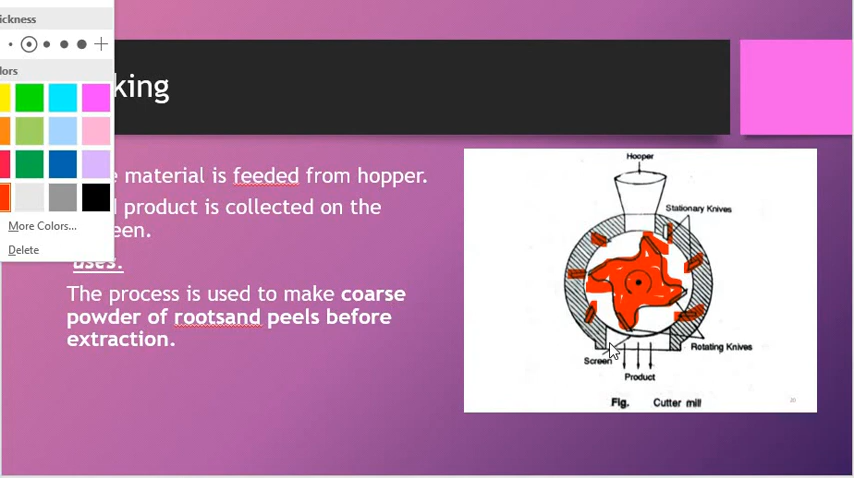 ickness
lors
king
e material is feeded from hopper.
product is collected on the
een.
uses:
The process is used to make coarse
powder of rootsand peels before
extraction.
More Colors...
Delete
Hooper
Stationary Knives
Rotating Knives
Screen
Product
Fig. Cutter mill